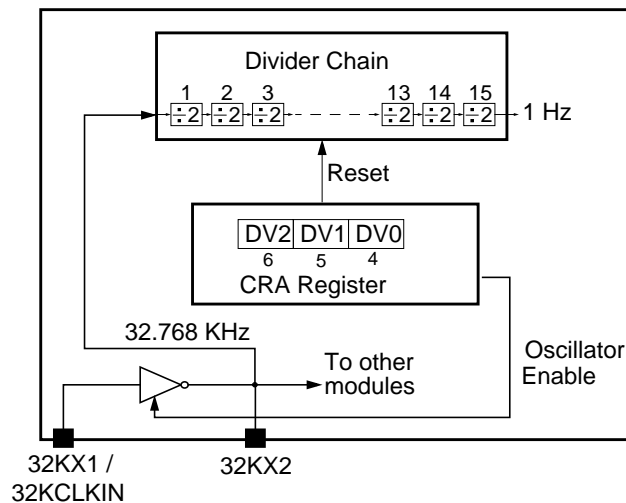 Divider Chain
1 2 3 13 14 15
÷2 ÷2 ÷2 ÷2 ÷2 ÷2 1 Hz
Reset
DV2 DV1 DV0
6 5 4
CRA Register
32.768 KHz
To other
modules
Oscillator
Enable
32KX1 /
32KCLKIN
32KX2